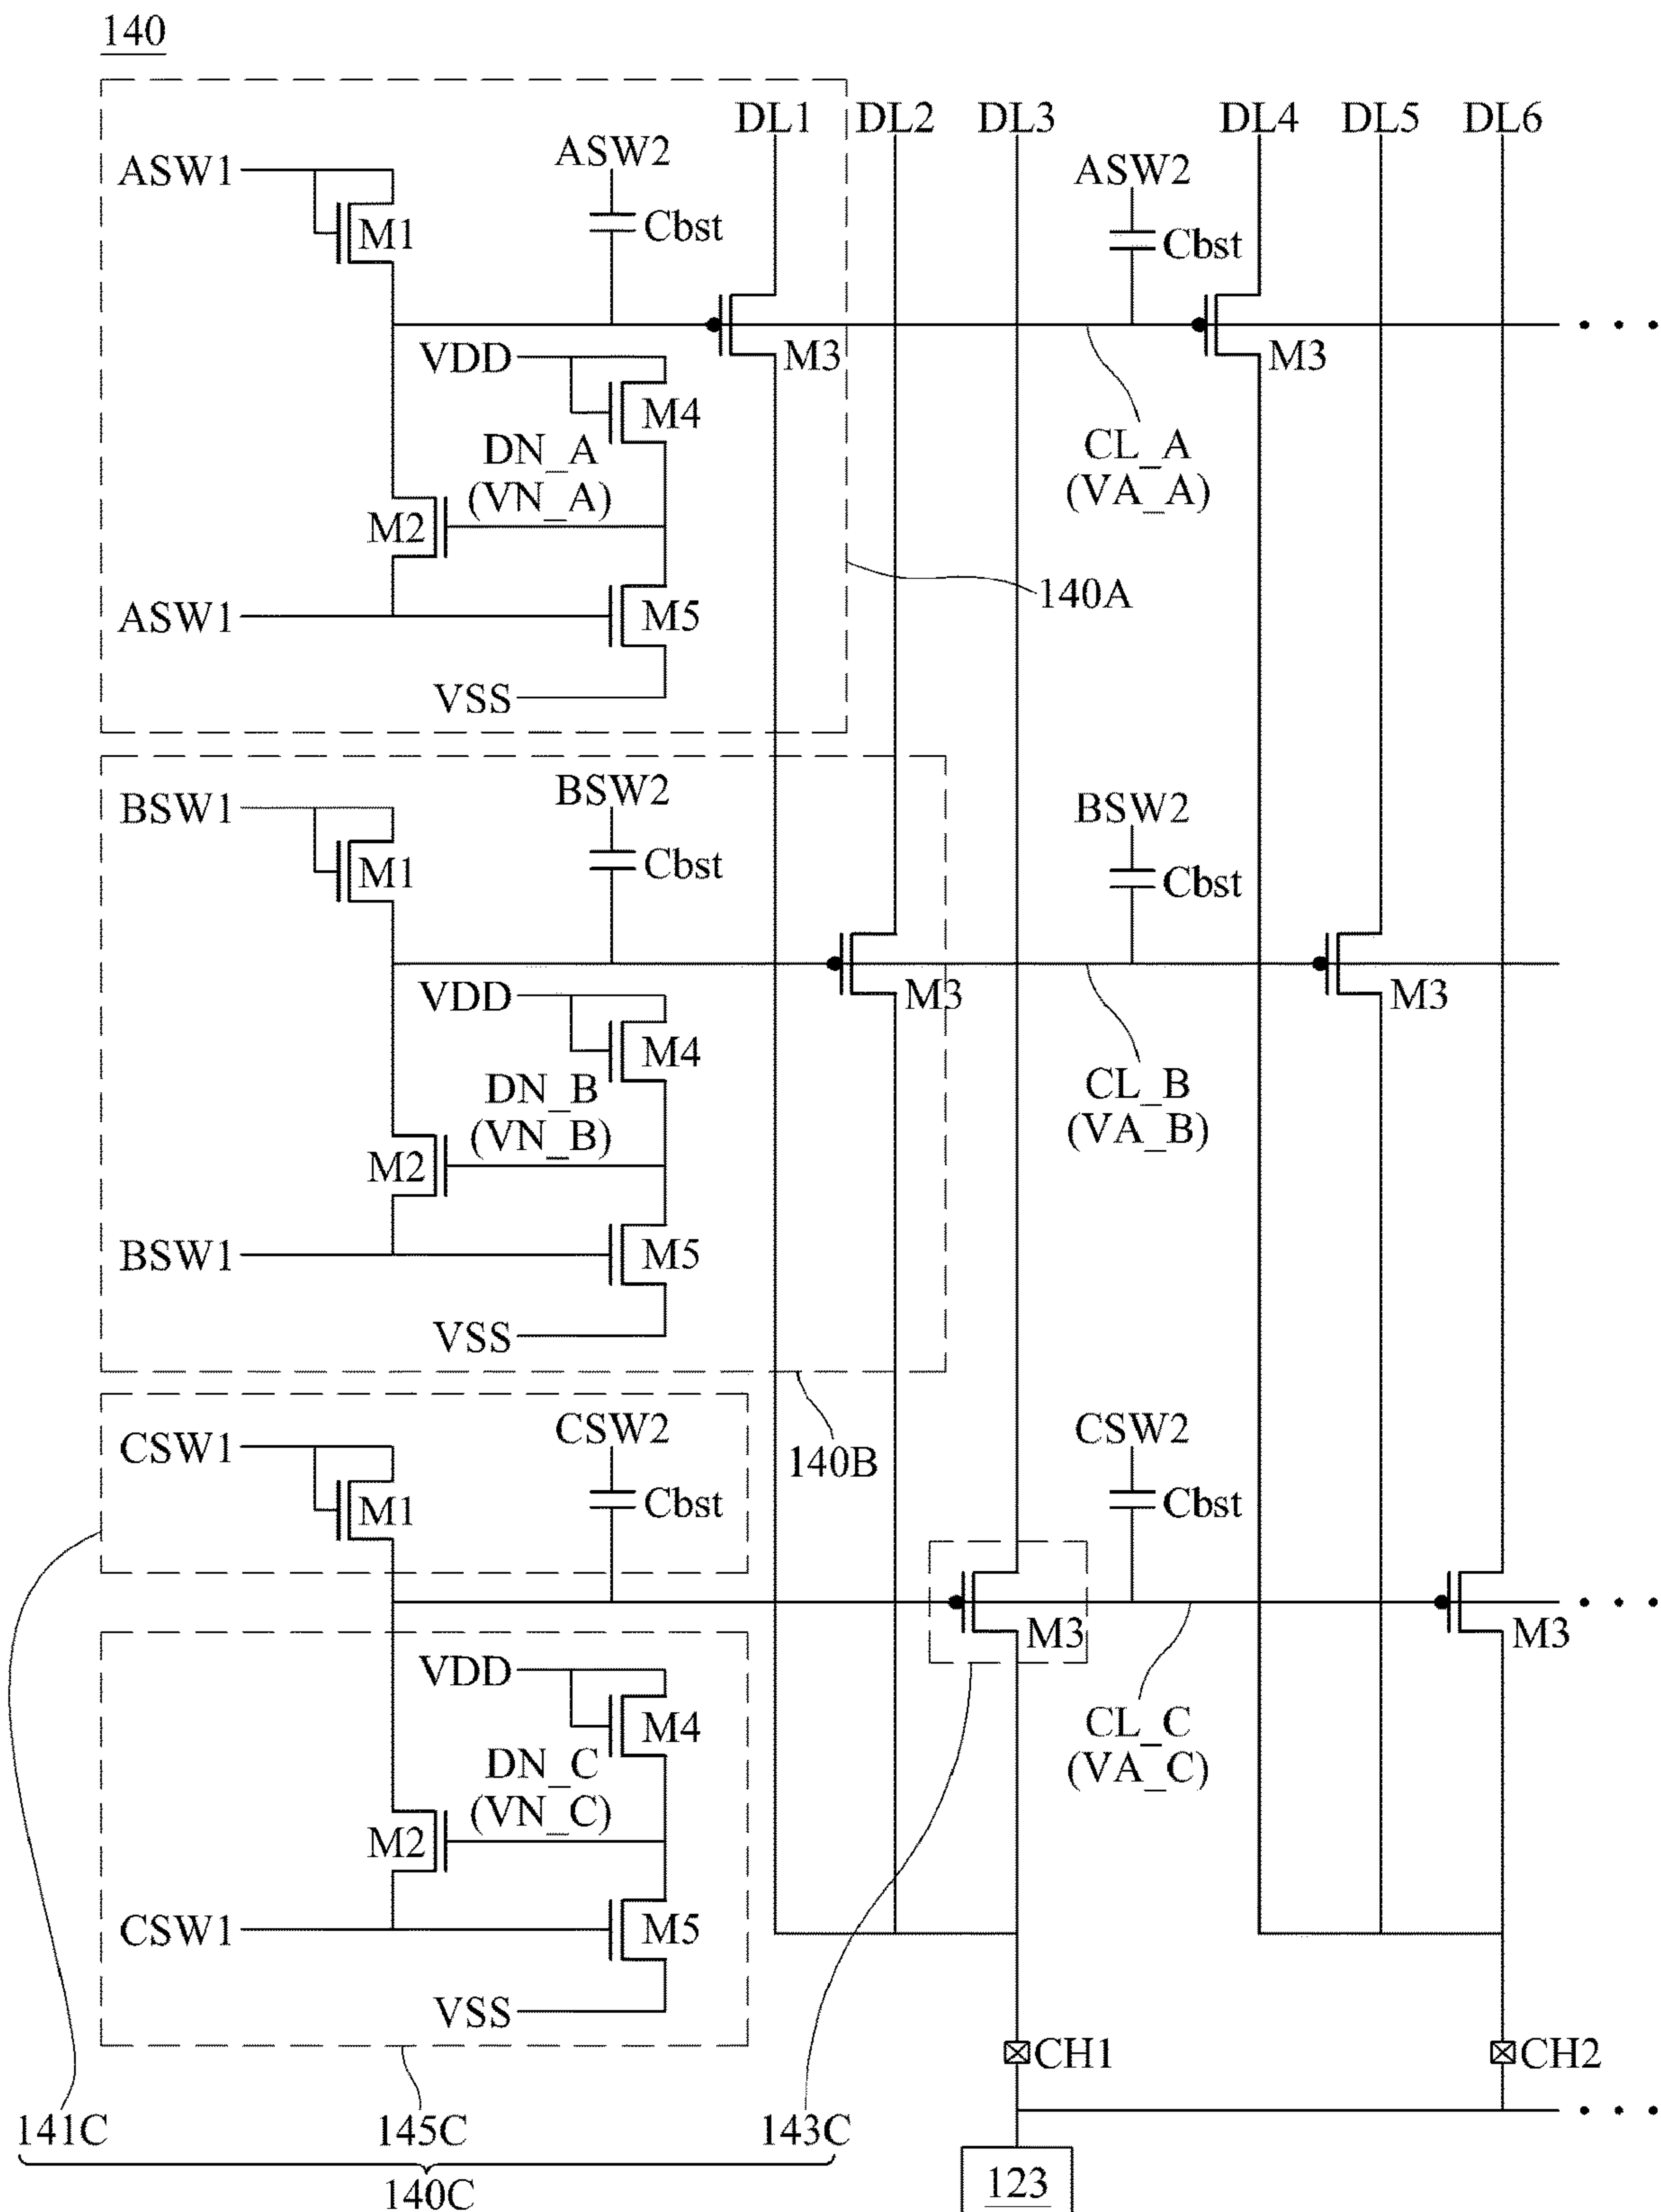 140
DL1 DL2 DL3 DL4 DL5 DL6
ASW1
ASW2
ASW2
M1
Cbst
Cbst
VDD
M3
M3
M4
DN_A
(VN_A)
CL_A
(VA_A)
M2
ASW1
M5
140A
VSS
BSW1
BSW2
BSW2
M1
Cbst
Cbst
VDD
M3
M3
M4
DN_B
(VN_B)
CL_B
(VA_B)
M2
BSW1
M5
VSS
CSW1
CSW2
140B
CSW2
M1
Cbst
Cbst
M3
M3
VDD
M4
DN_C
(VN_C)
CL_C
(VA_C)
M2
CSW1
M5
VSS
CH1
CH2
141C
145C
143C
140C
123